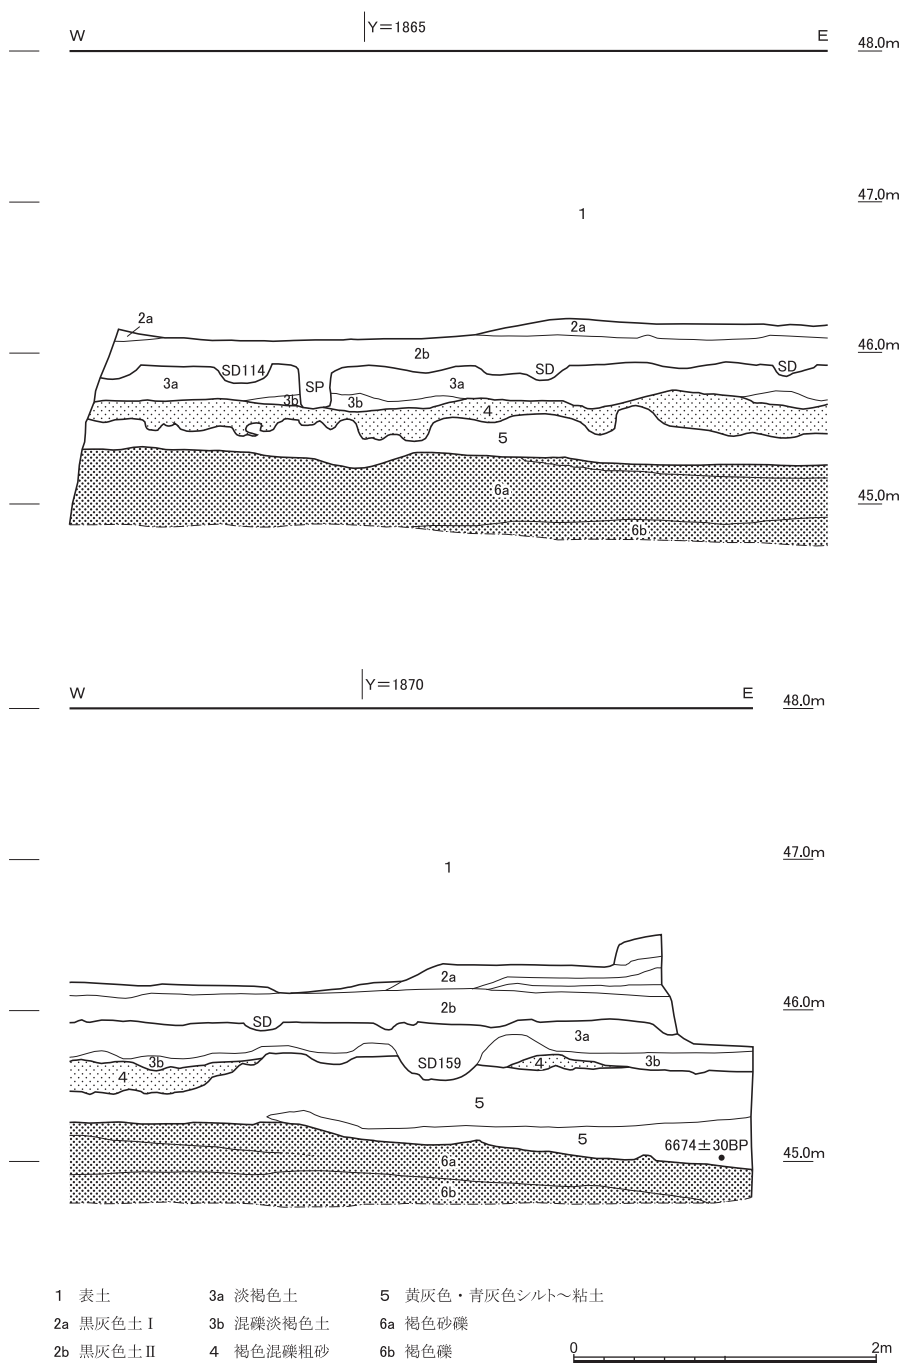 W
Y＝1865
E
48.0m
47.0m
1
2a
2a
46.0m
2b
SD114
SD
SD
3a
SP
3a
3b
3b
4
5
6a
45.0m
6b
W
Y＝1870
E
48.0m
47.0m
1
2a
2b
46.0m
SD
3a
3b
SD159
4
3b
4
5
5
6674±30BP
6a
45.0m
6b
1 表土
3a 淡褐色土
5 黄灰色・青灰色シルト〜粘土
2a 黒灰色土Ⅰ
3b 混礫淡褐色土
6a 褐色砂礫
2b 黒灰色土Ⅱ
4 褐色混礫粗砂
6b 褐色礫
0 2m